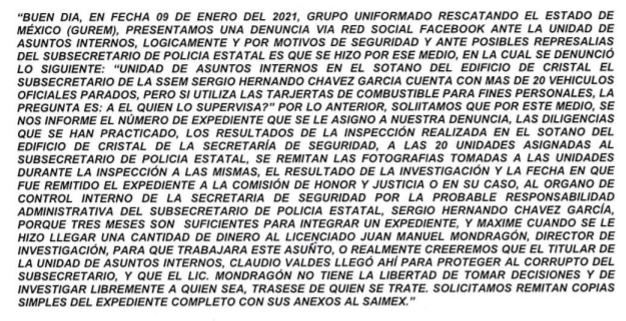 "BUEN DIA, EN FECHA 09 DE ENERO DEL 2021, GRUPO UNIFORMADO RESCATANDO EL ESTADO DE
MÉXICO (GUREM), PRESENTAMOS UNA DENUNCIA VIA RED SOCIAL FACEBOOK ANTE LA UNIDAD DE
ASUNTOS INTERNOS, LOGICAMENTE Y POR MOTIVOS DE SEGURIDAD Y ANTE POSIBLES REPRESALIAS
DEL SUBSECRETARIO DE POLICIA ESTATAL ES QUE SE HIZO POR ESE MEDIO, EN LA CUAL SE DENUNCIÓ
LO SIGUIENTE: "UNIDAD DE ASUNTOS INTERNOS EN EL SOTANO DEL EDIFICIO DE CRISTAL EL
SUBSECRETARIO DE LA SSEM SERGIO HERNANDO CHAVEZ GARCIA CUENTA CON MAS DE 20 VEHICULOS
OFICIALES PARADOS, PERO SI UTILIZA LAS TARJERTAS DE COMBUSTIBLE PARA FINES PERSONALES, LA
PREGUNTA ES: A EL QUIEN LO SUPERVISA?" POR LO ANTERIOR, SOLIITAMOS QUE POR ESTE MEDIO, SE
NOS INFORME EL NÚMERO DE EXPEDIENTE QUE SE LE ASIGNO A NUESTRA DENUNCIA, LAS DILIGENCIAS
QUE SE HAN PRACTICADO, LOS RESULTADOS DE LA INSPECCIÓN REALIZADA EN EL SOTANO DEL
EDIFICIO DE CRISTAL DE LA SECRETARÍA DE SEGURIDAD, A LAS 20 UNIDADES ASIGNADAS AL
SUBSECRETARIO DE POLICIA ESTATAL, SE REMITAN LAS FOTOGRAFIAS TOMADAS A LAS UNIDADES
DURANTE LA INSPECCIÓN A LAS MISMAS, EL RESULTADO DE LA INVESTIGACIÓN Y LA FECHA EN QUE
FUE REMITIDO EL EXPEDIENTE A LA COMISIÓN DE HONOR Y JUSTICIA O EN SU CASO, AL ORGANO DE
CONTROL INTERNO DE LA SECRETARIA DE SEGURIDAD POR LA PROBABLE RESPONSABILIDAD
ADMINISTRATIVA DEL SUBSECRETARIO DE POLICIA ESTATAL, SERGIO HERNANDO CHAVEZ GARCÍA,
PORQUE TRES MESES SON SUFICIENTES PARA INTEGRAR UN EXPEDIENTE, Y MAXIME CUANDO SE LE
HIZO LLEGAR UNA CANTIDAD DE DINERO AL LICENCIADO JUAN MANUEL MONDRAGÓN, DIRECTOR DE
INVESTIGACIÓN, PARA QUE TRABAJARA ESTE ASUÑTO, O REALMENTE CREEREMOS QUE EL TITULAR DE
LA UNIDAD DE ASUNTOS INTERNOS, CLAUDIO VALDES LLEGÓ AHÍ PARA PROTEGER AL CORRUPTO DEL
SUBSECRETARIO, Y QUE EL LIC. MONDRAGÓN NO TIENE LA LIBERTAD DE TOMAR DECISIONES Y DE
INVESTIGAR LIBREMENTE A QUIEN SEA, TRASESE DE QUIEN SE TRATE. SOLICITAMOS REMITAN COPIAS
SIMPLES DEL EXPEDIENTE COMPLETO CON SUS ANEXOS AL SAIMEX."